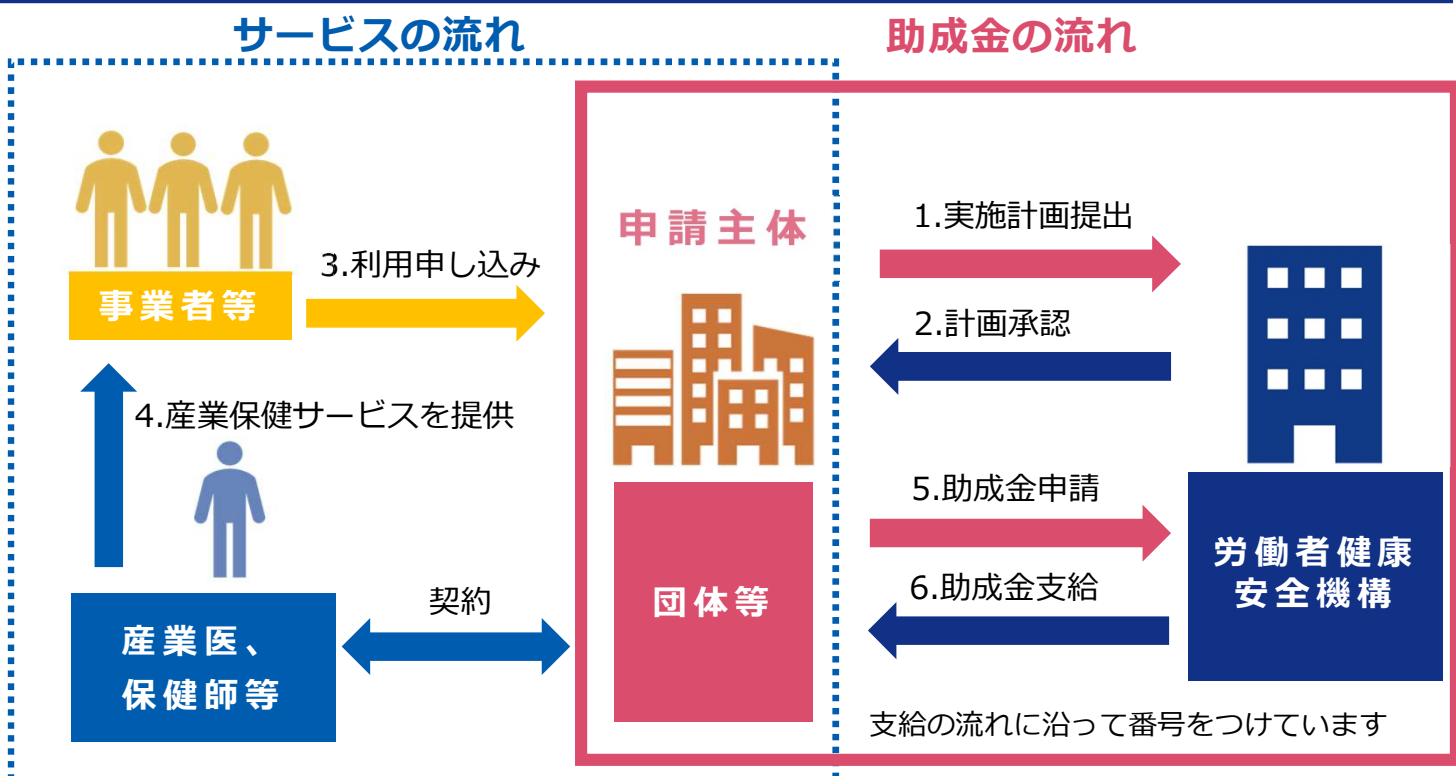 サービスの流れ
助成金の流れ
申請主体
1.実施計画提出
3.利用申し込み
事業者等
2.計画承認
4.産業保健サービスを提供
5.助成金申請
労働者健康
安全機構
契約
団体等
6.助成金支給
産業医、
保健師等
支給の流れに沿って番号をつけています